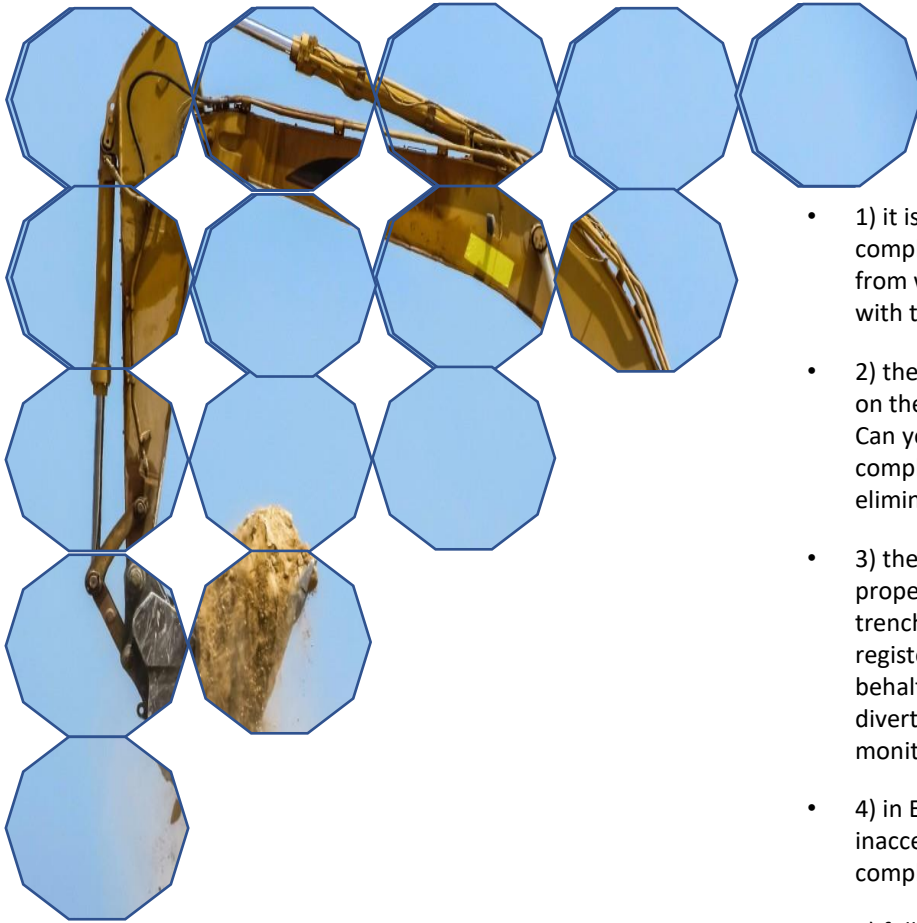 • 1) it is
comp
from v
with t
• 2) the
on the
Can ye
comp
elimin
• 3) the
prope
trench
registe
behalf
divert
monit
• 4) in E
inacce
comp